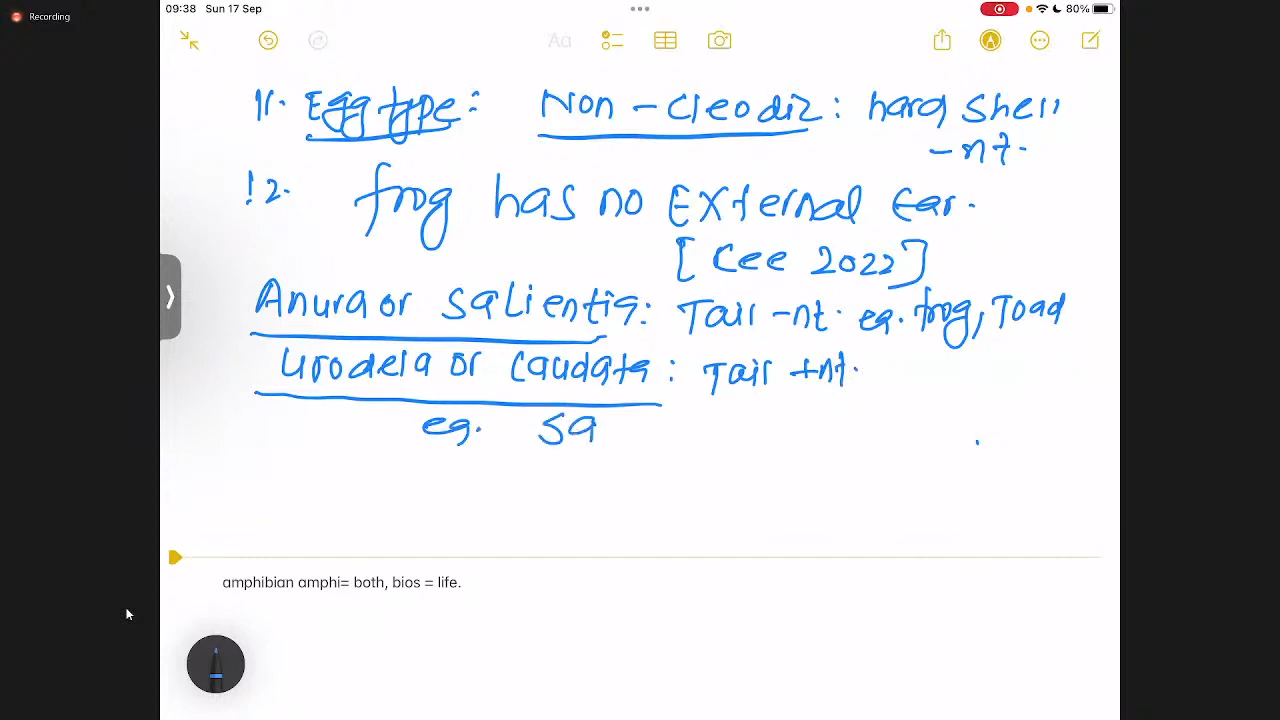 Recording
09:38 Sun 17 Sep
80%
Aa
11. Egg type: Non - cleodiz: hard shell
-nt.
12. frog has no External Ear.
[Cee 2022]
Anura or Salientia: Tail -nt. eg. frog, Toad
Urodela or Caudata: Tail +nt.
eg. Sa
amphibian amphi= both, bios = life.